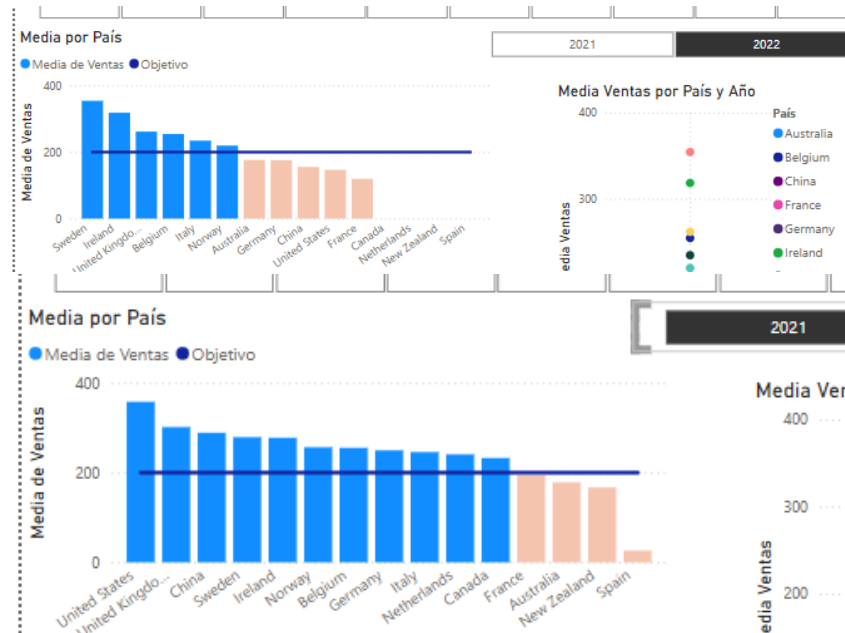 Media por País
2021
2022
Media de Ventas Objetivo
Media Ventas por País y Año
400
200
0
Media de Ventas
Sweden
Ireland
United Kingdo...
Belgium
Italy
Norway
Australia
Germany
China
United States
France
Canada
Netherlands
New Zealand
Spain
400
300
edia Ventas
País
Australia
Belgium
China
France
Germany
Ireland
Media por País
2021
Media de Ventas Objetivo
Media Ver
400
200
0
Media de Ventas
United States
United Kingdo...
China
Sweden
Ireland
Norway
Belgium
Germany
Italy
Netherlands
Canada
France
Australia
New Zealand
Spain
400
300
200
edia Ventas